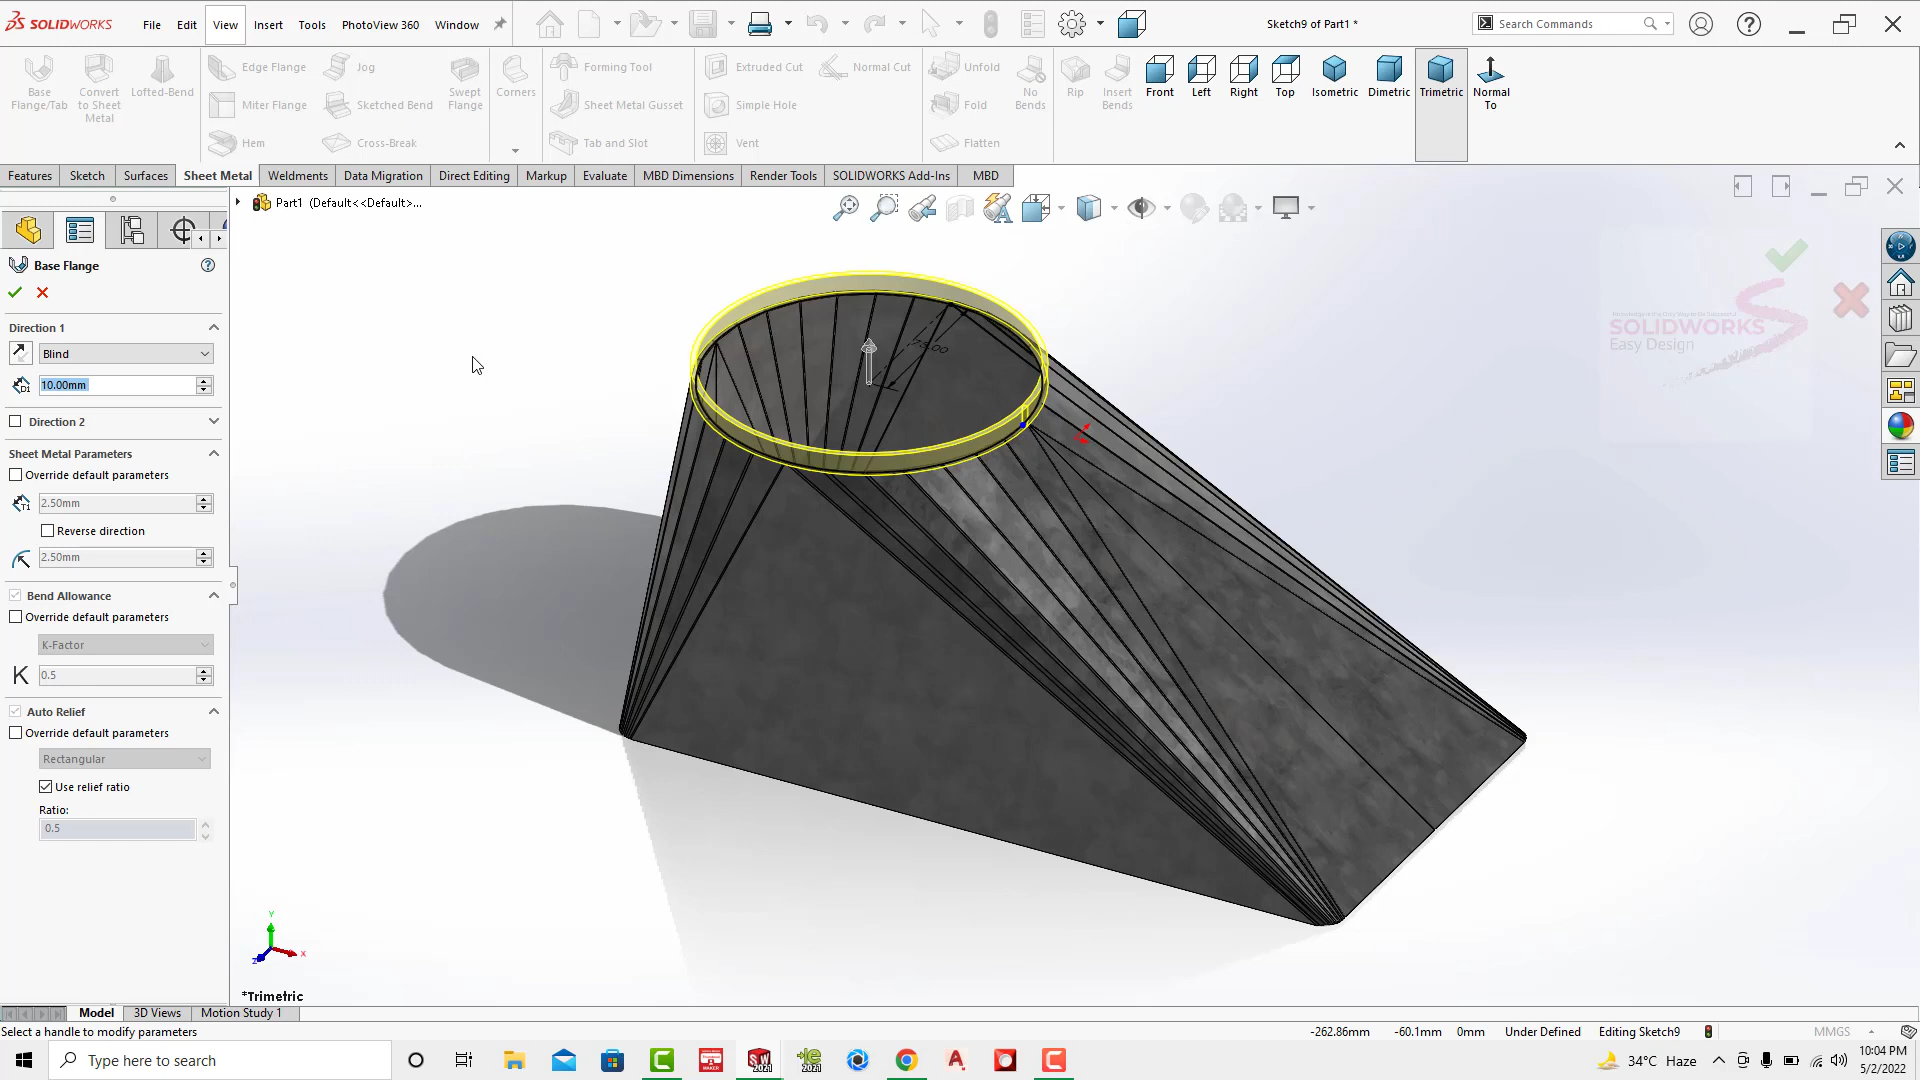 SOLIDWORKS File Edit View Insert Tools PhotoView 360 Window
Sketch9 of Part1 *
Search Commands
Base Flange/Tab
Convert to Sheet Metal
Lofted-Bend
Edge Flange
Miter Flange
Hem
Jog
Sketched Bend
Cross-Break
Swept Flange
Corners
Forming Tool
Sheet Metal Gusset
Tab and Slot
Extruded Cut
Simple Hole
Vent
Normal Cut
Unfold
Fold
Flatten
No Bends
Rip
Insert Bends
Front
Left
Right
Top
Isometric
Dimetric
Trimetric
Normal To
Features Sketch Surfaces Sheet Metal Weldments Data Migration Direct Editing Markup Evaluate MBD Dimensions Render Tools SOLIDWORKS Add-Ins MBD
Part1 (Default<<Default>...
Base Flange
Direction 1
Blind
D1
10.00mm
Direction 2
Sheet Metal Parameters
Override default parameters
T1
2.50mm
Reverse direction
2.50mm
Bend Allowance
Override default parameters
K-Factor
K
0.5
Auto Relief
Override default parameters
Rectangular
Use relief ratio
Ratio:
0.5
SOLIDWORKS
Easy Design
Y
X
Z
*Trimetric
Model 3D Views Motion Study 1
Select a handle to modify parameters
-262.86mm -60.1mm 0mm Under Defined Editing Sketch9
MMGS
Type here to search
34°C Haze
10:04 PM
5/2/2022